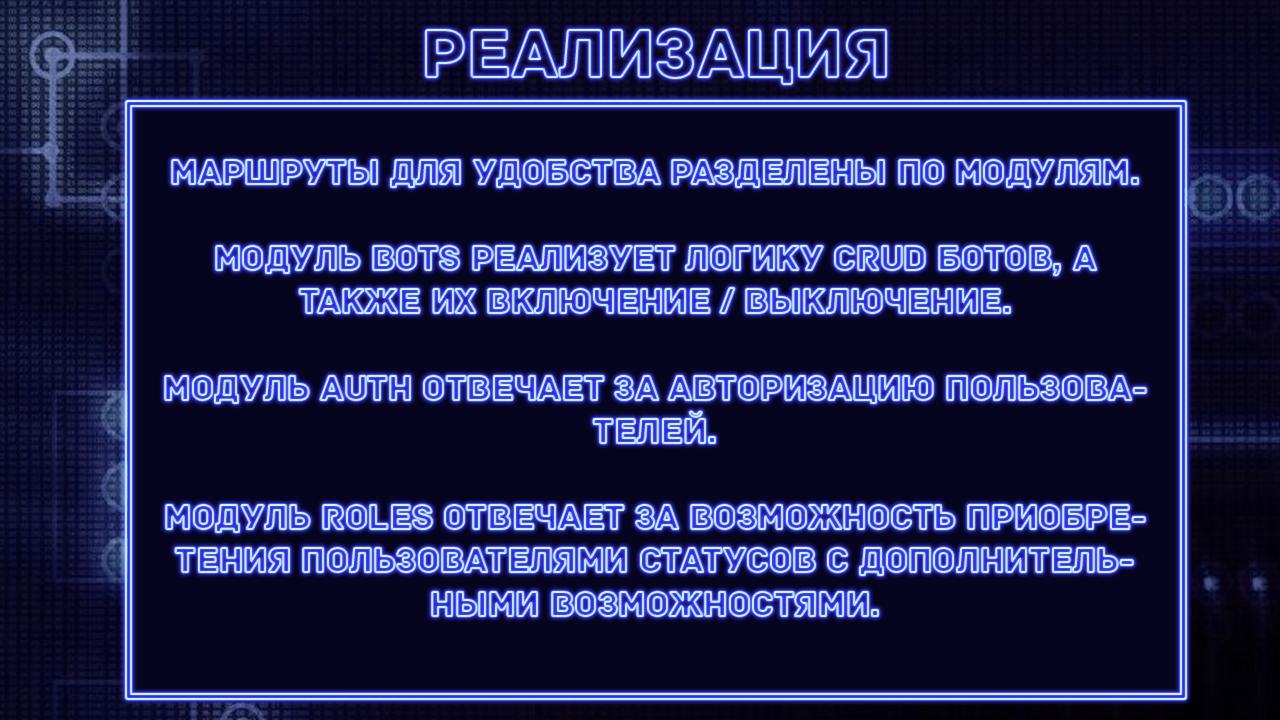 РЕАЛИЗАЦИЯ
МАРШРУТЫ ДЛЯ УДОБСТВА РАЗДЕЛЕНЫ ПО МОДУЛЯМ.
МОДУЛЬ BOTS РЕАЛИЗУЕТ ЛОГИКУ CRUD БОТОВ, А
ТАКЖЕ ИХ ВКЛЮЧЕНИЕ / ВЫКЛЮЧЕНИЕ.
МОДУЛЬ AUTH ОТВЕЧАЕТ ЗА АВТОРИЗАЦИЮ ПОЛЬЗОВА-
ТЕЛЕЙ.
МОДУЛЬ ROLES ОТВЕЧАЕТ ЗА ВОЗМОЖНОСТЬ ПРИОБРЕ-
ТЕНИЯ ПОЛЬЗОВАТЕЛЯМИ СТАТУСОВ С ДОПОЛНИТЕЛЬ-
НЫМИ ВОЗМОЖНОСТЯМИ.